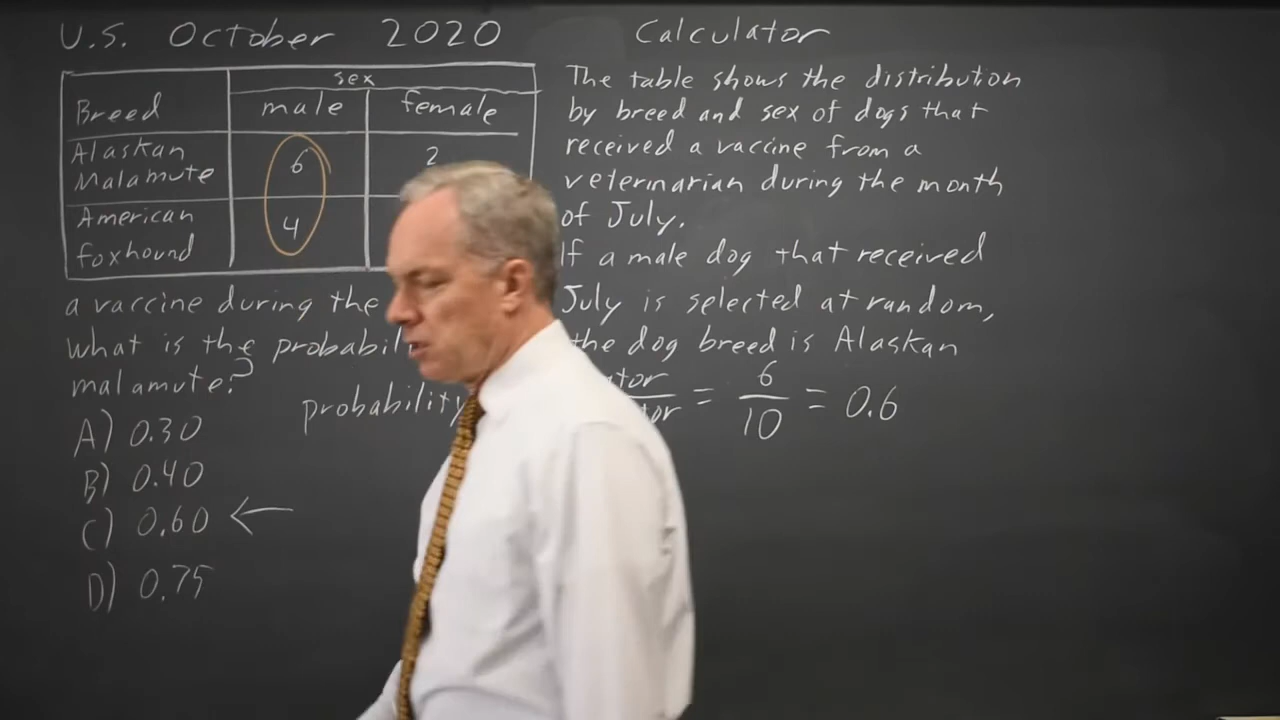 U.S. October 2020 Calculator
sex
Breed male female
Alaskan Malamute 6 2
American foxhound 4
The table shows the distribution
by breed and sex of dogs that
received a vaccine from a
veterinarian during the month
of July.
If a male dog that received
a vaccine during the July is selected at random,
what is the probabil the dog breed is Alaskan
malamute?
probability = 6/10 = 0.6
A) 0.30
B) 0.40
C) 0.60 ←
D) 0.75